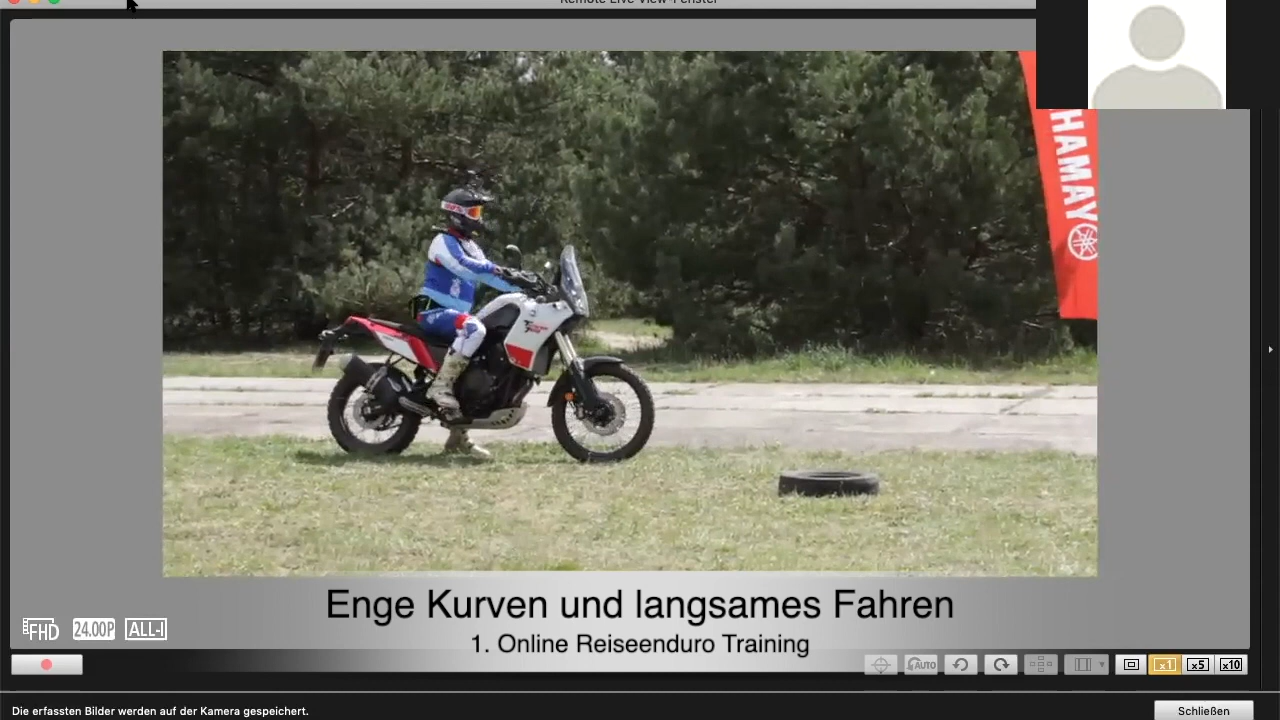 Remote Live View-Fenster
YAMAH
Enge Kurven und langsames Fahren
1. Online Reiseenduro Training
FHD 24.00P ALL-I
AUTO
x1 x5 x10
Die erfassten Bilder werden auf der Kamera gespeichert.
Schließen